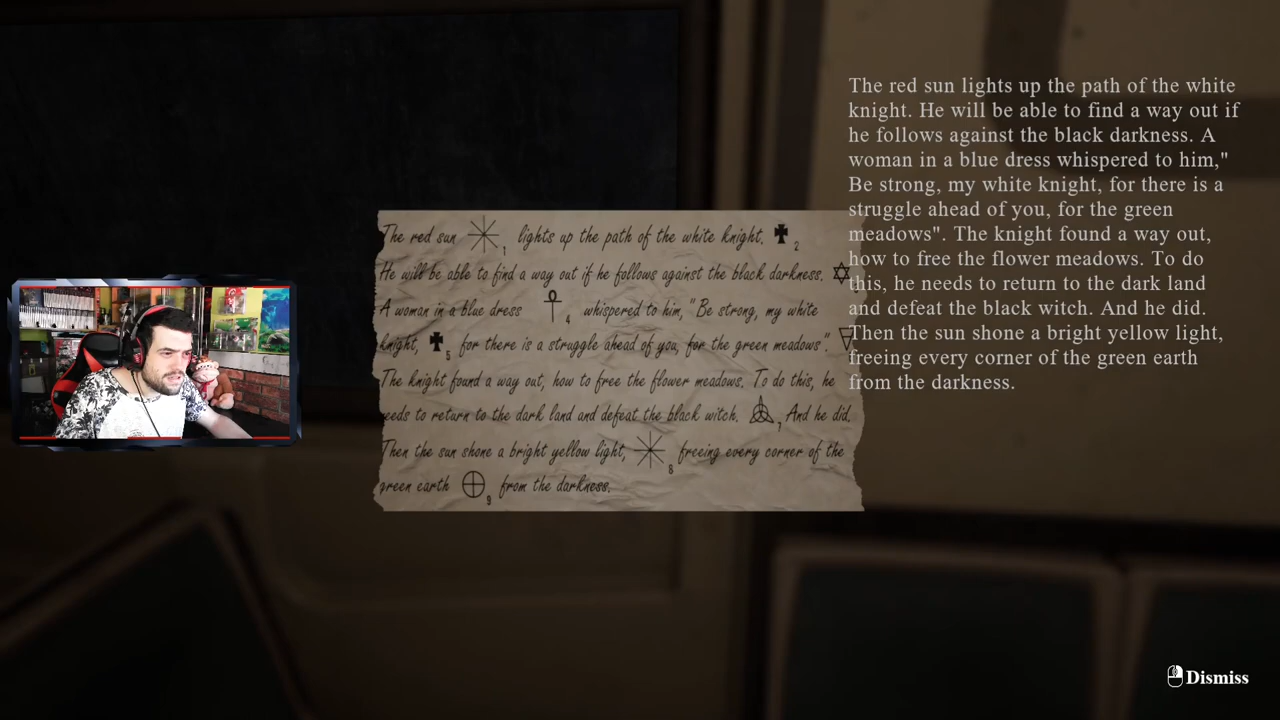 The red sun 1 lights up the path of the white knight. 2
He will be able to find a way out if he follows against the black darkness.
A woman in a blue dress 4 whispered to him," Be strong, my white
knight, 5 for there is a struggle ahead of you, for the green meadows".
The knight found a way out, how to free the flower meadows. To do this, he
needs to return to the dark land and defeat the black witch. 7 And he did.
Then the sun shone a bright yellow light, 8 freeing every corner of the
green earth 9 from the darkness.
The red sun lights up the path of the white
knight. He will be able to find a way out if
he follows against the black darkness. A
woman in a blue dress whispered to him,"
Be strong, my white knight, for there is a
struggle ahead of you, for the green
meadows". The knight found a way out,
how to free the flower meadows. To do
this, he needs to return to the dark land
and defeat the black witch. And he did.
Then the sun shone a bright yellow light,
freeing every corner of the green earth
from the darkness.
Dismiss